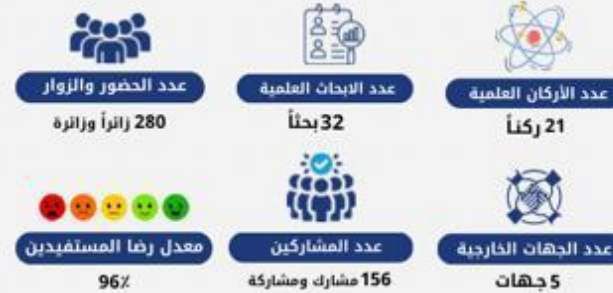 عدد الأركان العلمية
21 ركناً
عدد الابحاث العلمية
32 بحثاً
عدد الحضور والزوار
280 زائراً وزائرة
عدد الجهات الخارجية
5 جهات
عدد المشاركين
156 مشارك ومشاركة
معدل رضا المستفيدين
96٪